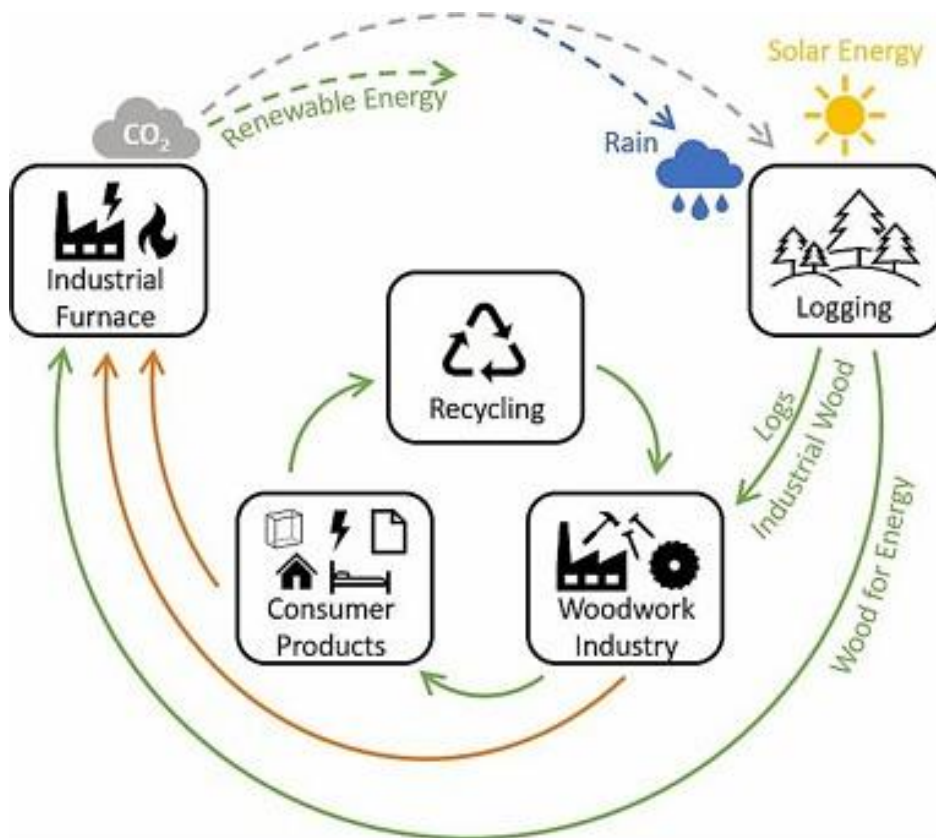 Solar Energy
CO₂
Renewable Energy
Rain
Industrial
Furnace
Logging
Recycling
Logs
Industrial Wood
Wood for Energy
Consumer
Products
Woodwork
Industry